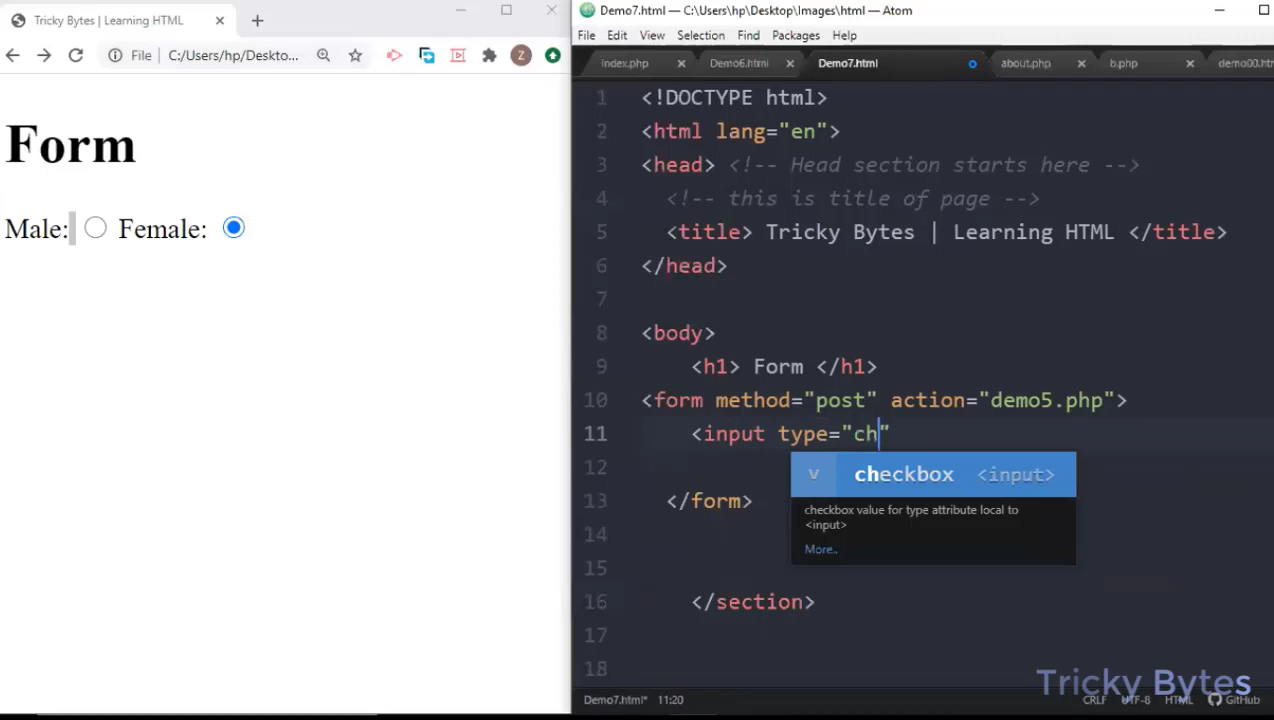 Tricky Bytes | Learning HTML
File C:/Users/hp/Deskto...
Z
Form
Male: Female:
Demo7.html — C:\Users\hp\Desktop\Images\html — Atom
File Edit View Selection Find Packages Help
index.php Demo6.html Demo7.html about.php b.php demo00.htm
1 <!DOCTYPE html>
2 <html lang="en">
3 <head> <!-- Head section starts here -->
4 <!-- this is title of page -->
5 <title> Tricky Bytes | Learning HTML </title>
6 </head>
7
8 <body>
9 <h1> Form </h1>
10 <form method="post" action="demo5.php">
11 <input type="ch"
12
v checkbox <input>
checkbox value for type attribute local to
<input>
More..
13 </form>
14
15
16 </section>
17
18
Tricky Bytes
Demo7.html* 11:20 CRLF UTF-8 HTML GitHub